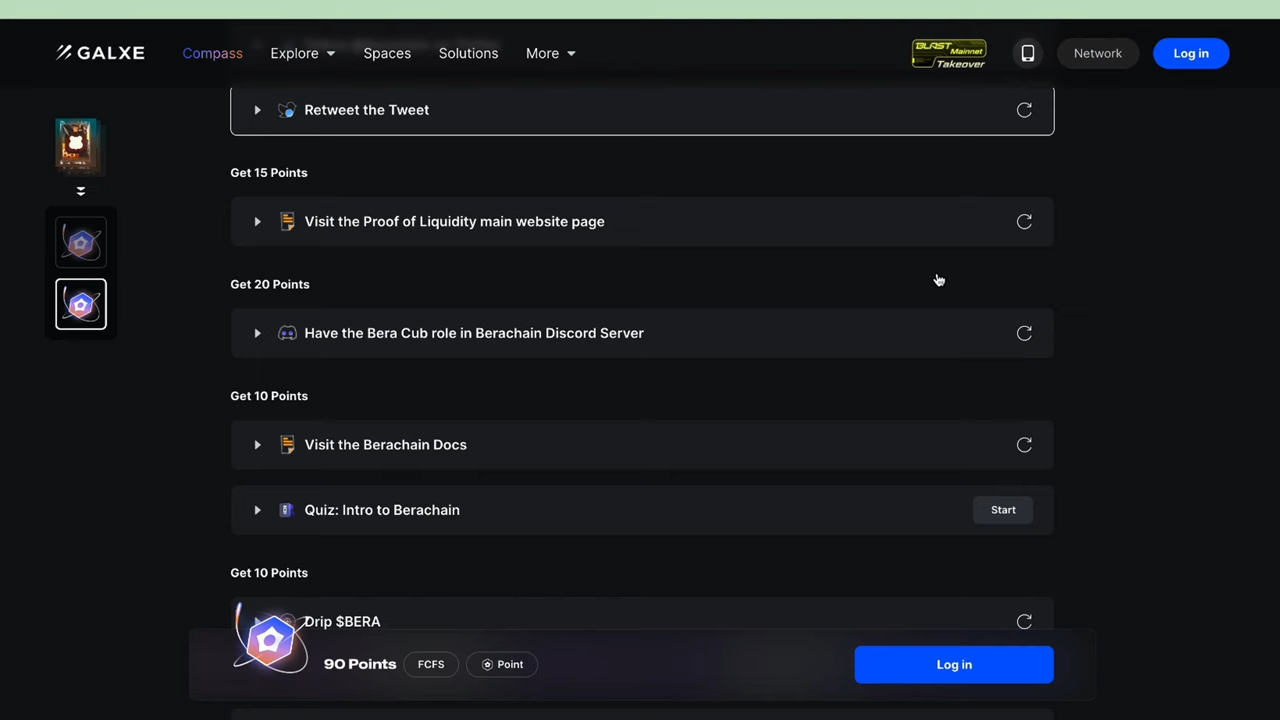 GALXE
Compass
Explore
Spaces
Solutions
More
BLAST
Mainnet
Takeover
Network
Log in
Retweet the Tweet
Get 15 Points
Visit the Proof of Liquidity main website page
Get 20 Points
Have the Bera Cub role in Berachain Discord Server
Get 10 Points
Visit the Berachain Docs
Quiz: Intro to Berachain
Start
Get 10 Points
Drip $BERA
90 Points
FCFS
Point
Log in